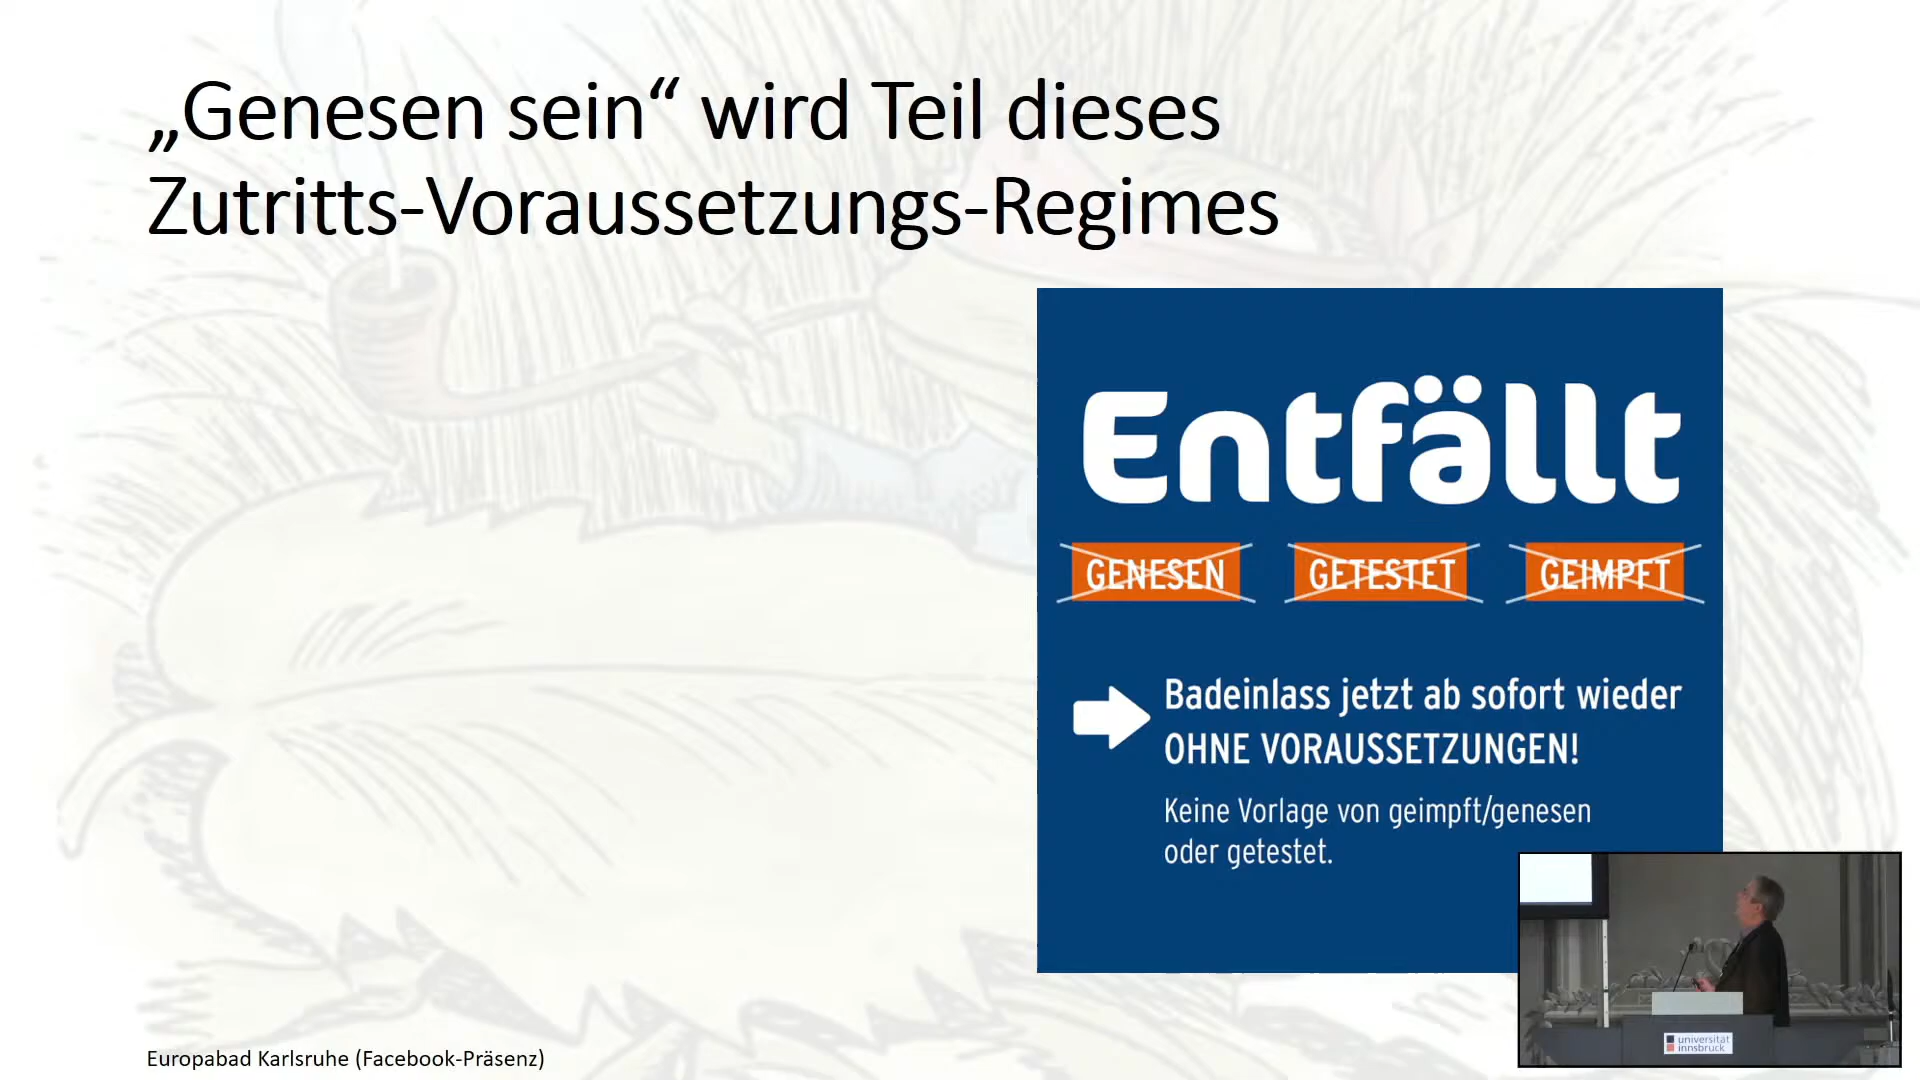 „Genesen sein“ wird Teil dieses
Zutritts-Voraussetzungs-Regimes
Entfällt
GENESEN GETESTET GEIMPFT
Badeinlass jetzt ab sofort wieder
OHNE VORAUSSETZUNGEN!
Keine Vorlage von geimpft/genesen
oder getestet.
Europabad Karlsruhe (Facebook-Präsenz)
universität
innsbruck